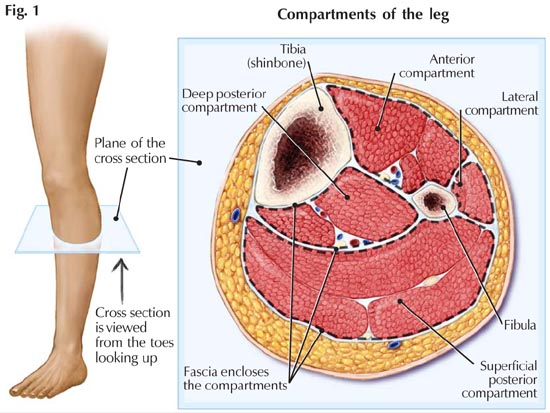 Fig. 1
Compartments of the leg
Tibia
(shinbone)
Anterior
compartment
Deep posterior
compartment
Lateral
compartment
Plane of the
cross section
Cross section
is viewed
from the toes
looking up
Fascia encloses
the compartments
Fibula
Superficial
posterior
compartment